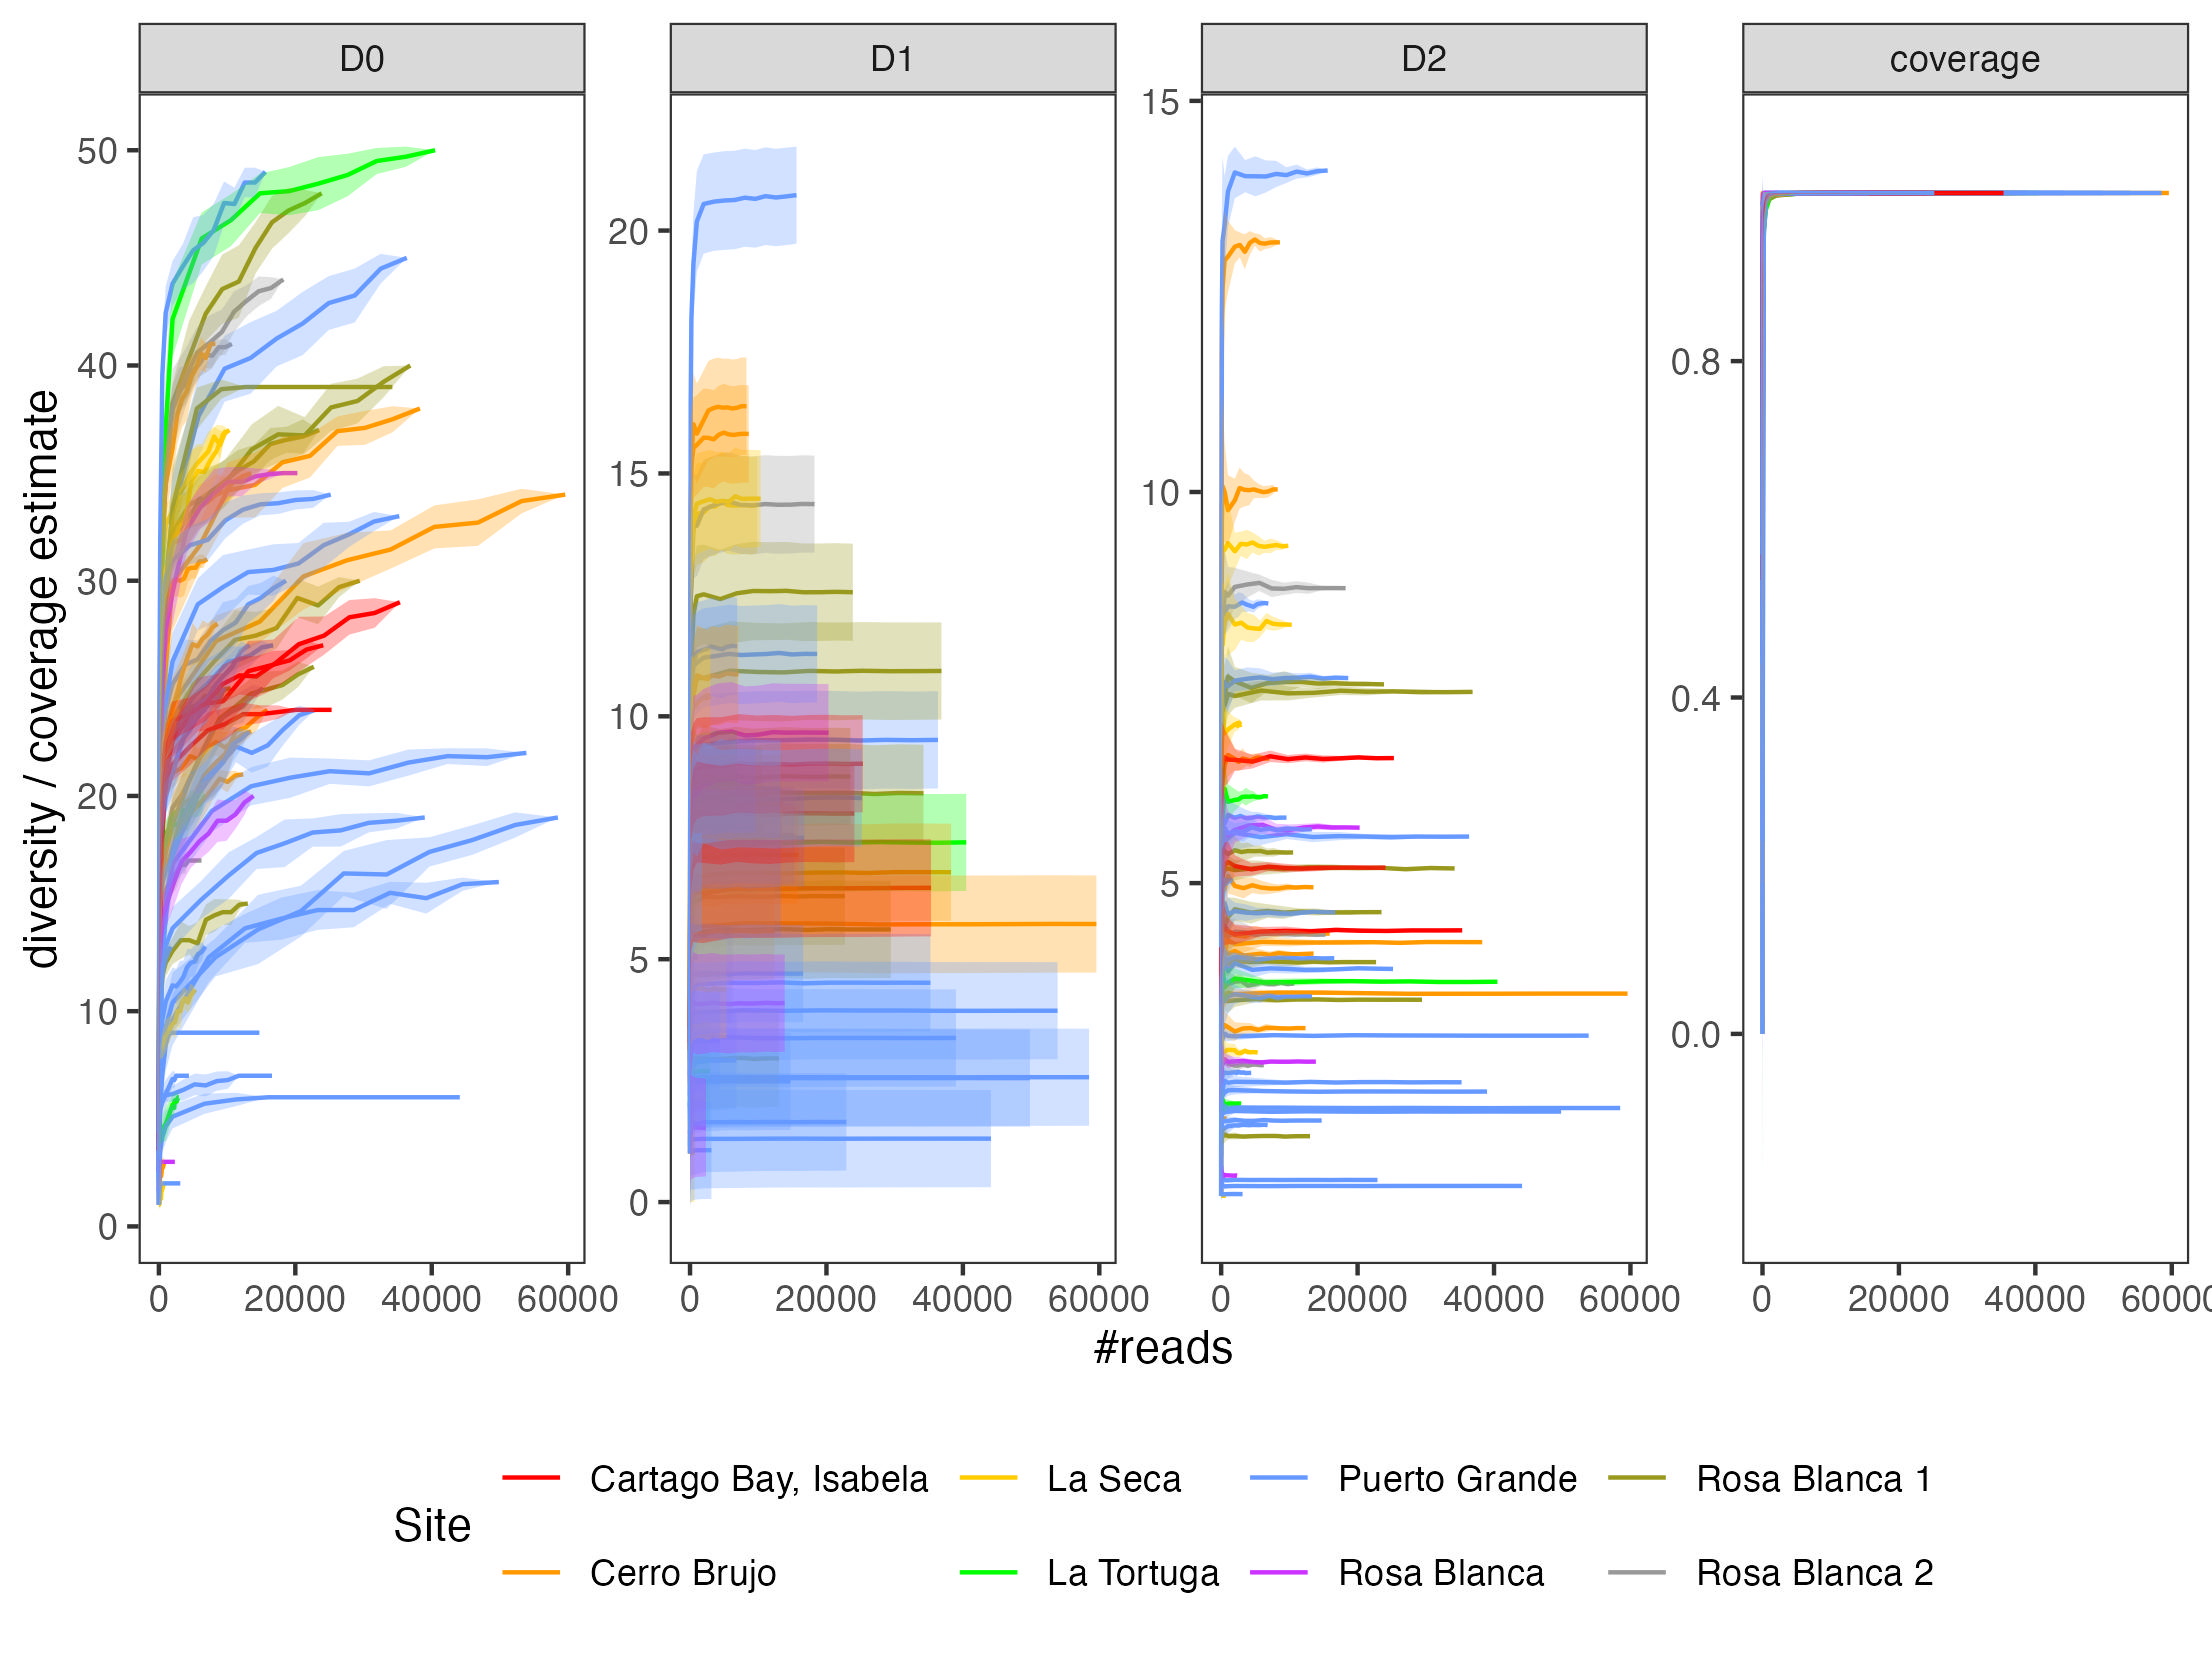 D0
D1
D2
coverage
diversity / coverage estimate
50
40
30
20
10
0
20
15
10
5
0
15
10
5
0.8
0.4
0.0
0 20000 40000 60000
0 20000 40000 60000
0 20000 40000 60000
0 20000 40000 60000
#reads
Site
Cartago Bay, Isabela
La Seca
Puerto Grande
Rosa Blanca 1
Cerro Brujo
La Tortuga
Rosa Blanca
Rosa Blanca 2